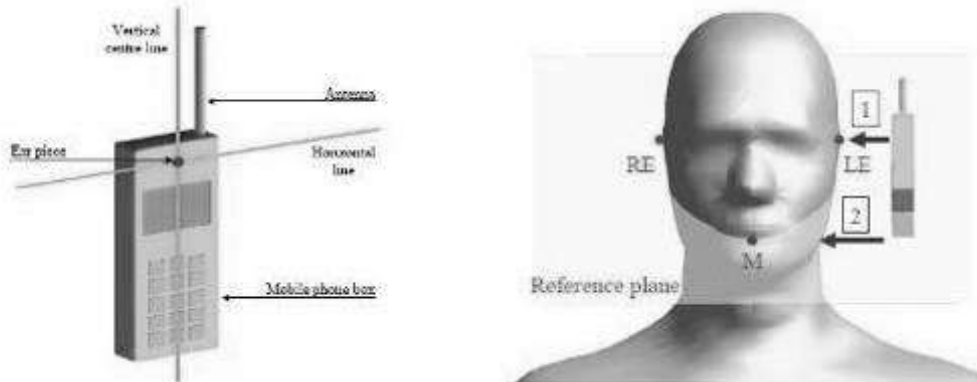 Vertical
centre line
Antenna
Ear piece
Horizontal
line
Mobile phone box
1
RE
LE
2
M
Reference plane